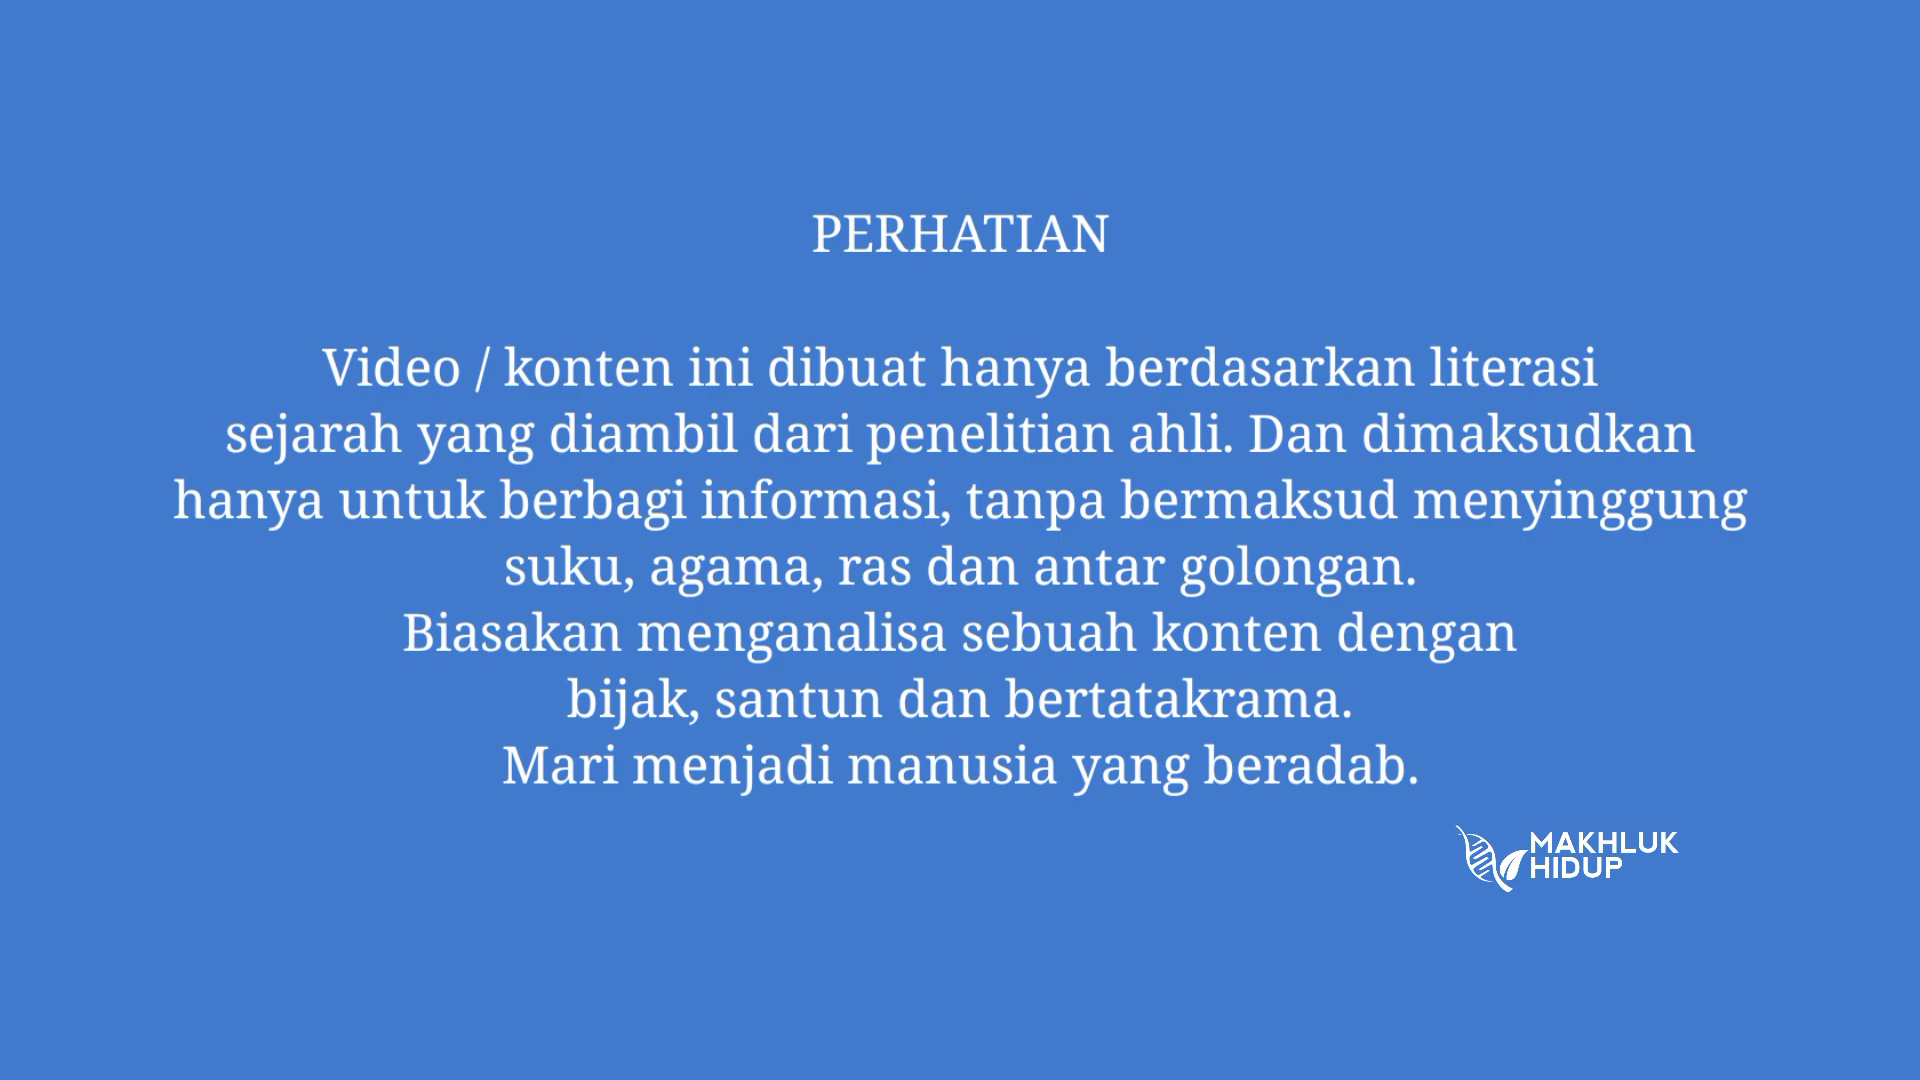 PERHATIAN
Video / konten ini dibuat hanya berdasarkan literasi
sejarah yang diambil dari penelitian ahli. Dan dimaksudkan
hanya untuk berbagi informasi, tanpa bermaksud menyinggung
suku, agama, ras dan antar golongan.
Biasakan menganalisa sebuah konten dengan
bijak, santun dan bertatakrama.
Mari menjadi manusia yang beradab.
MAKHLUK
HIDUP